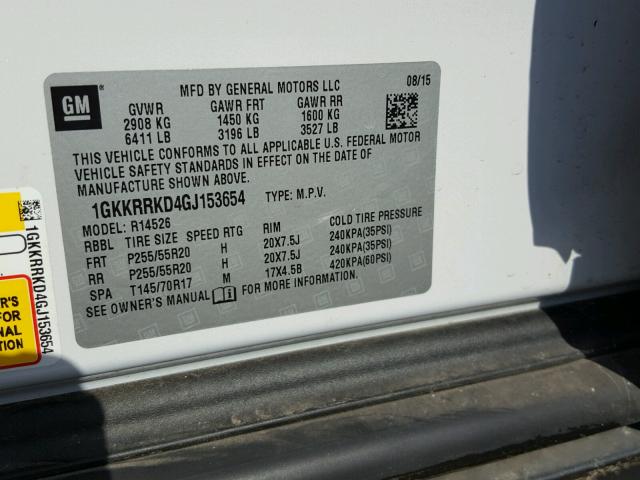 MFD BY GENERAL MOTORS LLC 08/15
GM
GVWR GAWR FRT GAWR RR
2908 KG 1450 KG 1600 KG
6411 LB 3196 LB 3527 LB
THIS VEHICLE CONFORMS TO ALL APPLICABLE U.S. FEDERAL MOTOR
VEHICLE SAFETY STANDARDS IN EFFECT ON THE DATE OF
MANUFACTURE SHOWN ABOVE.
1GKKRRKD4GJ153654 TYPE: M.P.V.
MODEL: R14526
RBBL TIRE SIZE SPEED RTG RIM COLD TIRE PRESSURE
FRT P255/55R20 H 20X7.5J 240KPA(35PSI)
RR P255/55R20 H 20X7.5J 240KPA(35PSI)
SPA T145/70R17 M 17X4.5B 420KPA(60PSI)
SEE OWNER'S MANUAL FOR MORE INFORMATION.
1GKKRRKD4GJ153654
R'S
FOR
NAL
TION